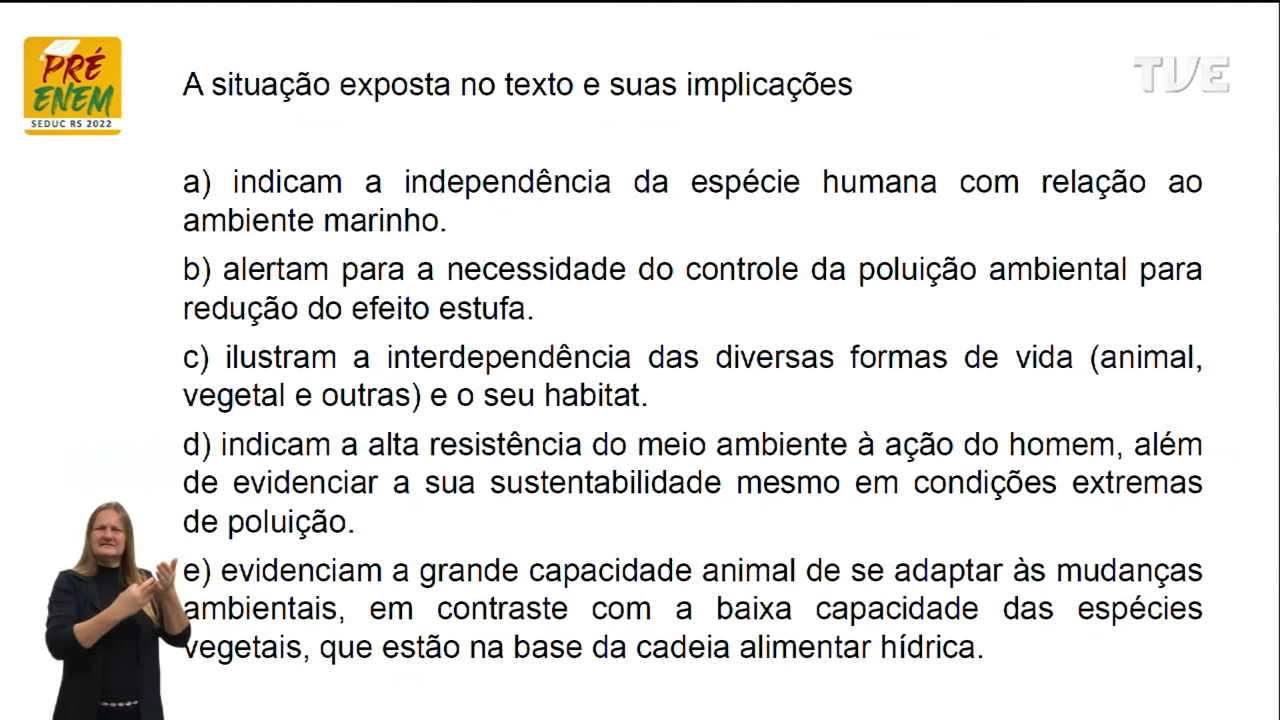 PRÉ
ENEM
SEDUC RS 2022
TVE
A situação exposta no texto e suas implicações
a) indicam a independência da espécie humana com relação ao
ambiente marinho.
b) alertam para a necessidade do controle da poluição ambiental para
redução do efeito estufa.
c) ilustram a interdependência das diversas formas de vida (animal,
vegetal e outras) e o seu habitat.
d) indicam a alta resistência do meio ambiente à ação do homem, além
de evidenciar a sua sustentabilidade mesmo em condições extremas
de poluição.
e) evidenciam a grande capacidade animal de se adaptar às mudanças
ambientais, em contraste com a baixa capacidade das espécies
vegetais, que estão na base da cadeia alimentar hídrica.